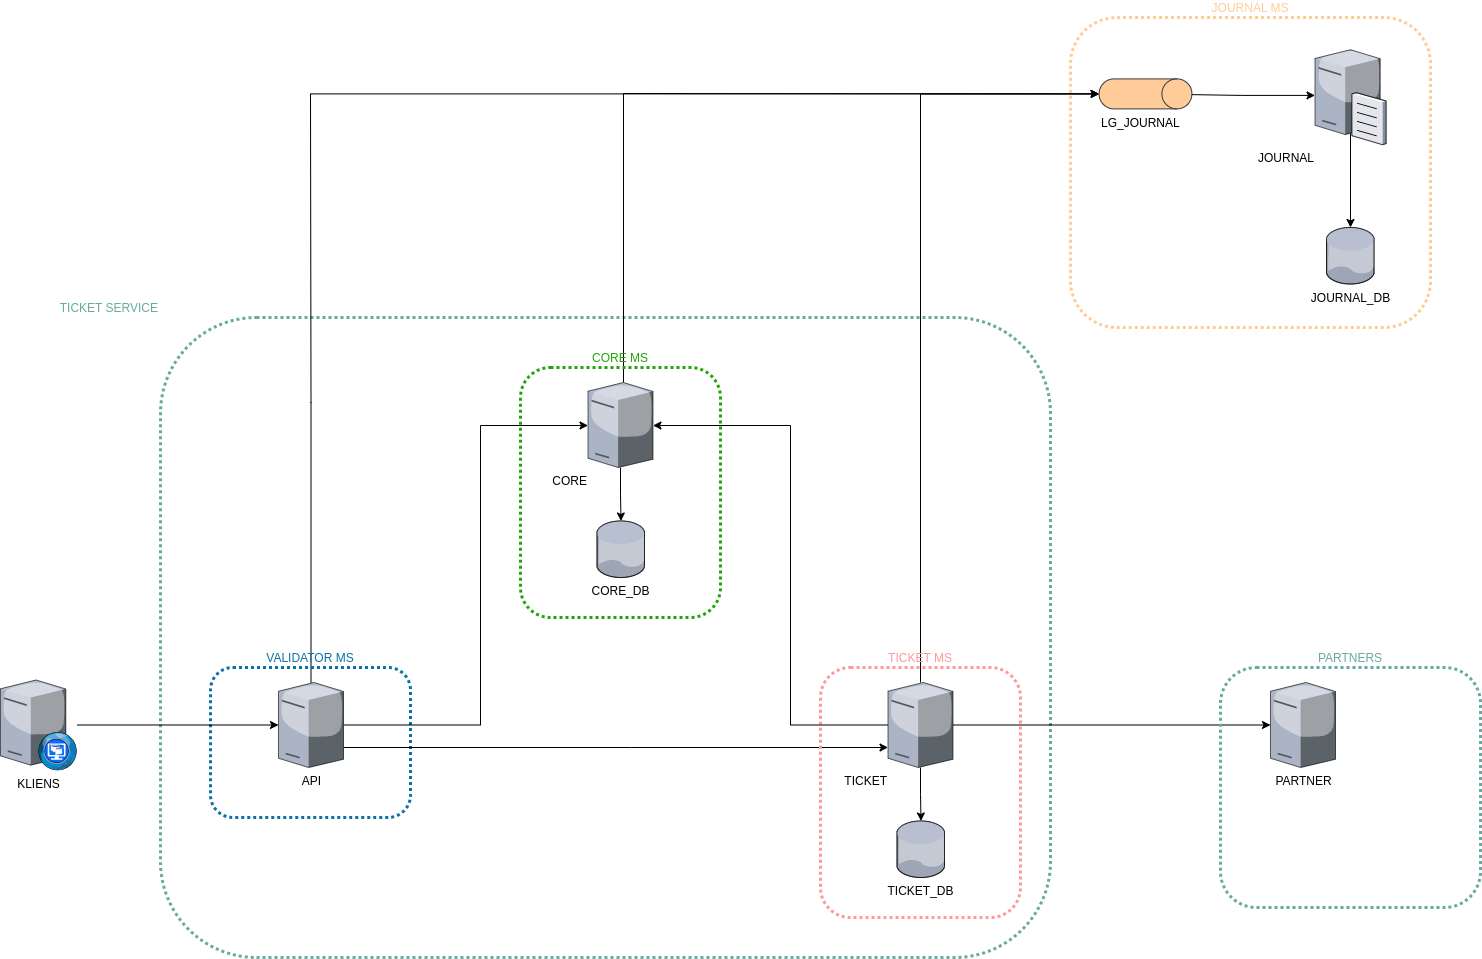 JOURNAL MS
LG_JOURNAL
JOURNAL
JOURNAL_DB
TICKET SERVICE
CORE MS
CORE
CORE_DB
VALIDATOR MS
TICKET MS
PARTNERS
KLIENS
API
TICKET
PARTNER
TICKET_DB